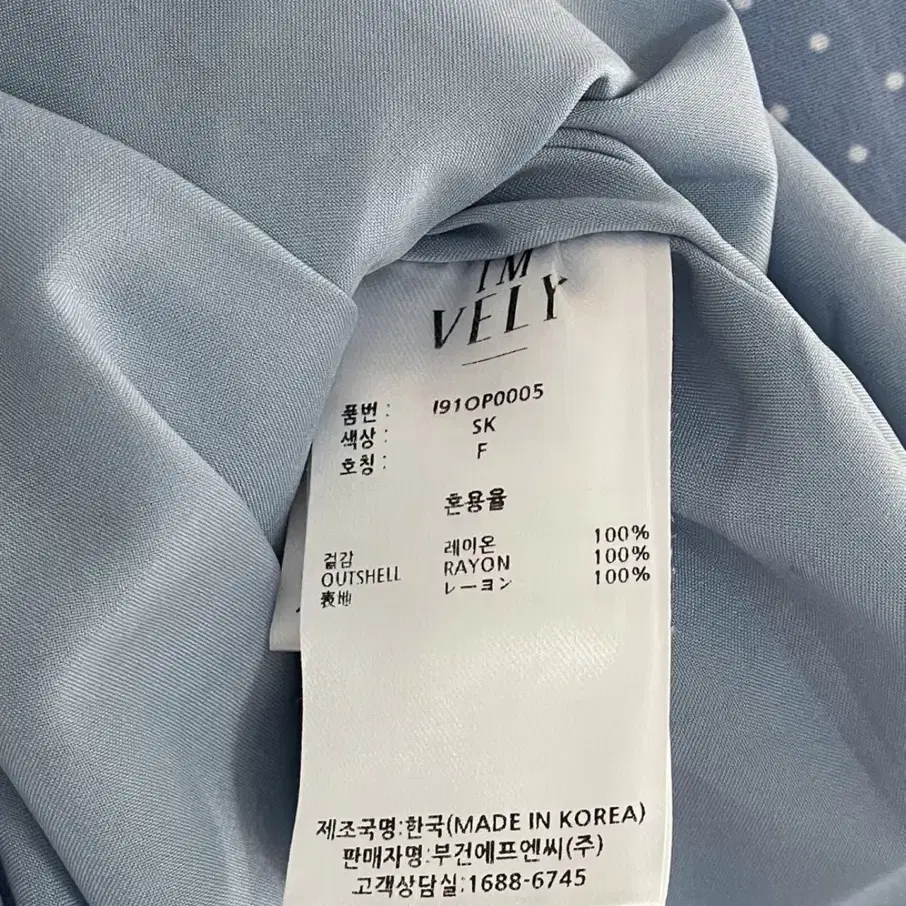 I'M
VELY
품번 : I91OP0005
색상 : SK
호칭 : F
혼용율
겉감 레이온 100%
OUTSHELL RAYON 100%
表地 レーヨン 100%
제조국명:한국(MADE IN KOREA)
판매자명:부건에프엔씨(주)
고객상담실:1688-6745